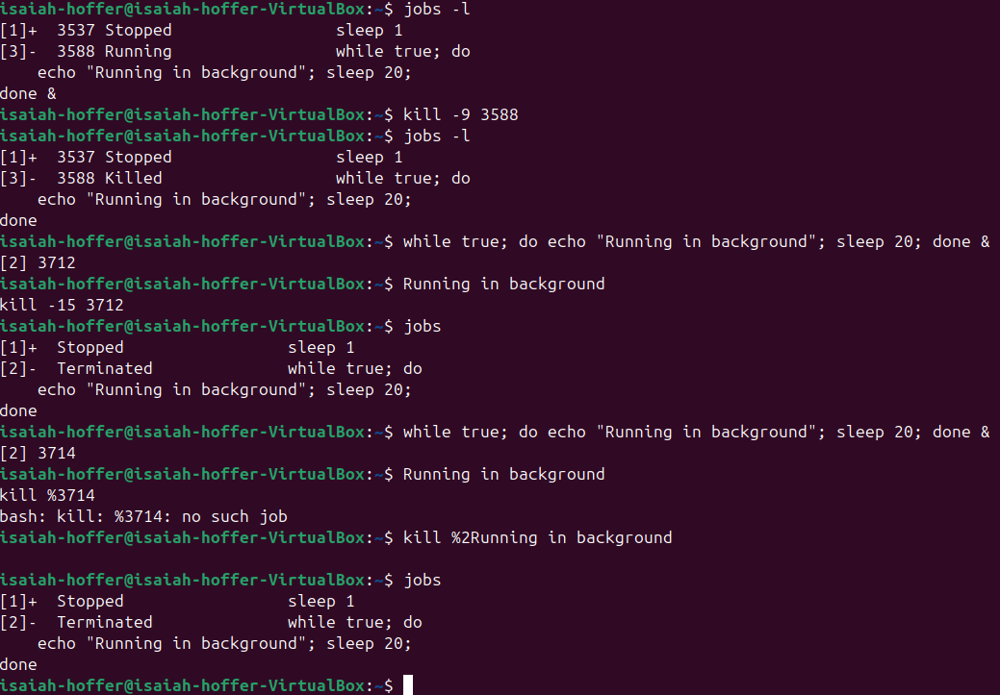 isaiah-hoffer@isaiah-hoffer-VirtualBox:~$ jobs -l
[1]+  3537 Stopped                 sleep 1
[3]-  3588 Running                 while true; do
    echo "Running in background"; sleep 20;
done &
isaiah-hoffer@isaiah-hoffer-VirtualBox:~$ kill -9 3588
isaiah-hoffer@isaiah-hoffer-VirtualBox:~$ jobs -l
[1]+  3537 Stopped                 sleep 1
[3]-  3588 Killed                  while true; do
    echo "Running in background"; sleep 20;
done
isaiah-hoffer@isaiah-hoffer-VirtualBox:~$ while true; do echo "Running in background"; sleep 20; done &
[2] 3712
isaiah-hoffer@isaiah-hoffer-VirtualBox:~$ Running in background
kill -15 3712
isaiah-hoffer@isaiah-hoffer-VirtualBox:~$ jobs
[1]+  Stopped                 sleep 1
[2]-  Terminated              while true; do
    echo "Running in background"; sleep 20;
done
isaiah-hoffer@isaiah-hoffer-VirtualBox:~$ while true; do echo "Running in background"; sleep 20; done &
[2] 3714
isaiah-hoffer@isaiah-hoffer-VirtualBox:~$ Running in background
kill %3714
bash: kill: %3714: no such job
isaiah-hoffer@isaiah-hoffer-VirtualBox:~$ kill %2Running in background
isaiah-hoffer@isaiah-hoffer-VirtualBox:~$ jobs
[1]+  Stopped                 sleep 1
[2]-  Terminated              while true; do
    echo "Running in background"; sleep 20;
done
isaiah-hoffer@isaiah-hoffer-VirtualBox:~$